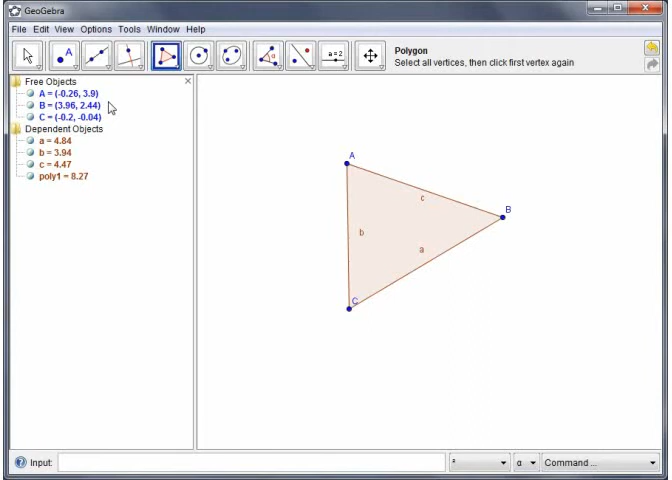 GeoGebra
File Edit View Options Tools Window Help
A
α
a = 2
Polygon
Select all vertices, then click first vertex again
Free Objects
A = (-0.26, 3.9)
B = (3.96, 2.44)
C = (-0.2, -0.04)
Dependent Objects
a = 4.84
b = 3.94
c = 4.47
poly1 = 8.27
A
c
B
b
a
C
Input:
α
Command ...